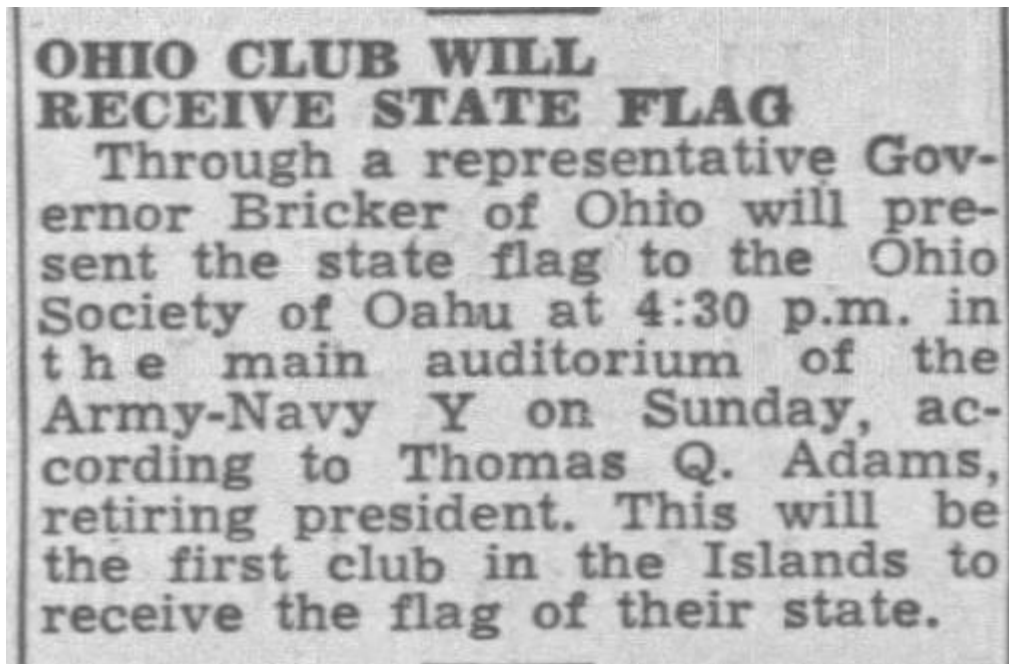 OHIO CLUB WILL
RECEIVE STATE FLAG
Through a representative Gov-
ernor Bricker of Ohio will pre-
sent the state flag to the Ohio
Society of Oahu at 4:30 p.m. in
the main auditorium of the
Army-Navy Y on Sunday, ac-
cording to Thomas Q. Adams,
retiring president. This will be
the first club in the Islands to
receive the flag of their state.